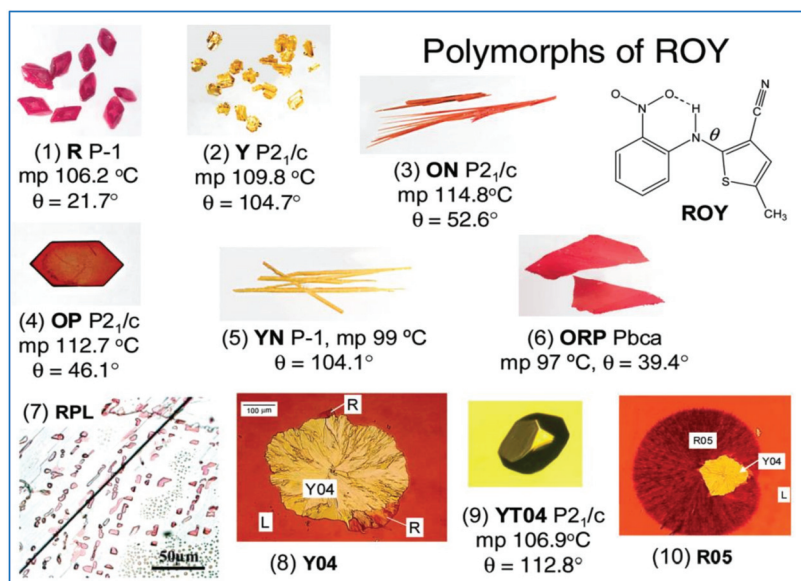 Polymorphs of ROY
(1) R P-1
mp 106.2 °C
θ = 21.7°
(2) Y P2₁/c
mp 109.8 °C
θ = 104.7°
(3) ON P2₁/c
mp 114.8°C
θ = 52.6°
O
N
O
H
N
θ
N
C
S
CH₃
ROY
(4) OP P2₁/c
mp 112.7 °C
θ = 46.1°
(5) YN P-1, mp 99 ºC
θ = 104.1°
(6) ORP Pbca
mp 97 ºC, θ = 39.4°
(7) RPL
50μm
100 μm
R
Y04
L
R
(8) Y04
(9) YT04 P2₁/c
mp 106.9°C
θ = 112.8°
R05
Y04
L
(10) R05